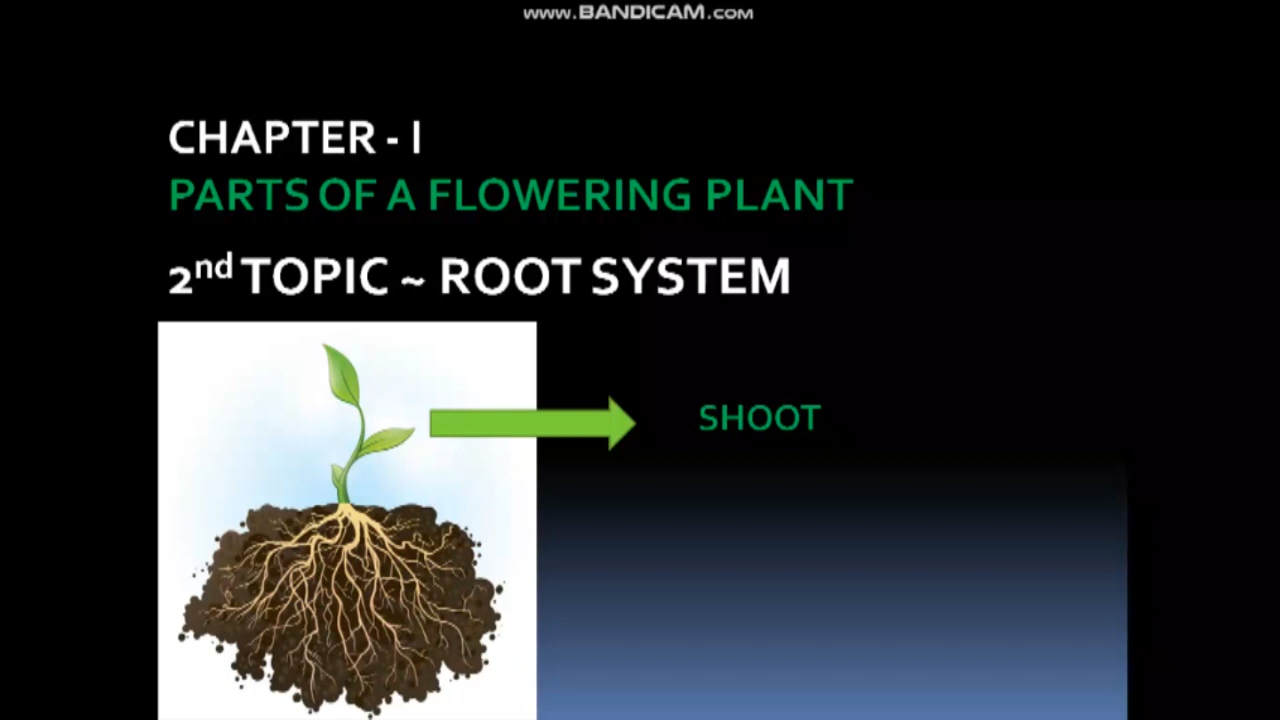 www.BANDICAM.com
CHAPTER - I
PARTS OF A FLOWERING PLANT
2nd TOPIC ~ ROOT SYSTEM
SHOOT